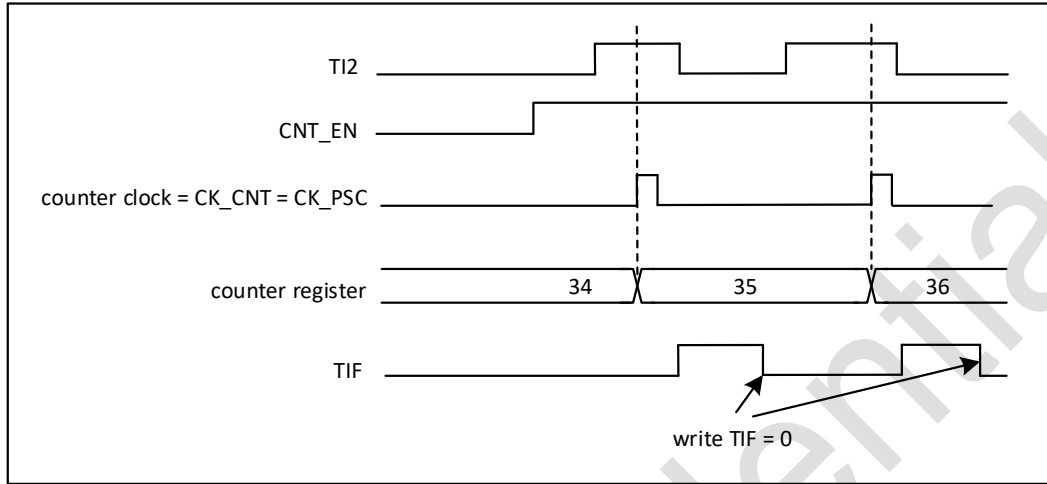 TI2
CNT_EN
counter clock = CK_CNT = CK_PSC
counter register
34
35
36
TIF
write TIF = 0